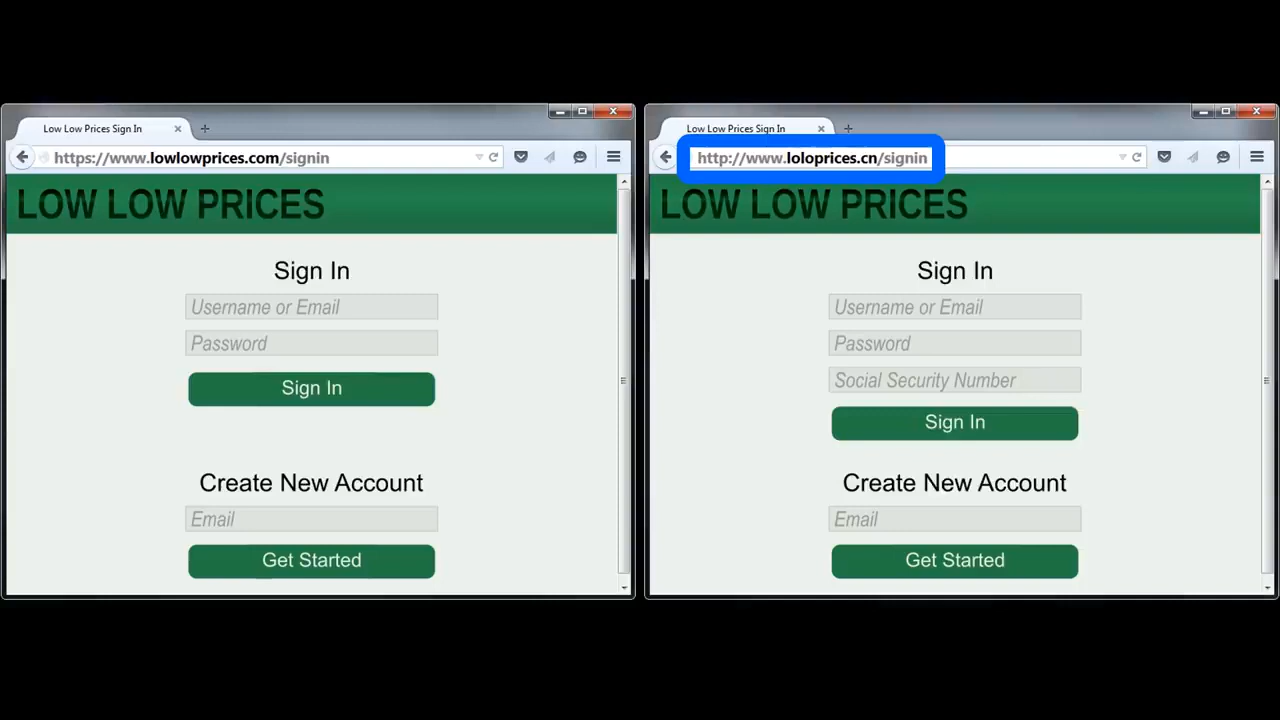 Low Low Prices Sign In
https://www.lowlowprices.com/signin
LOW LOW PRICES
Sign In
Username or Email
Password
Sign In
Create New Account
Email
Get Started
Low Low Prices Sign In
http://www.loloprices.cn/signin
LOW LOW PRICES
Sign In
Username or Email
Password
Social Security Number
Sign In
Create New Account
Email
Get Started